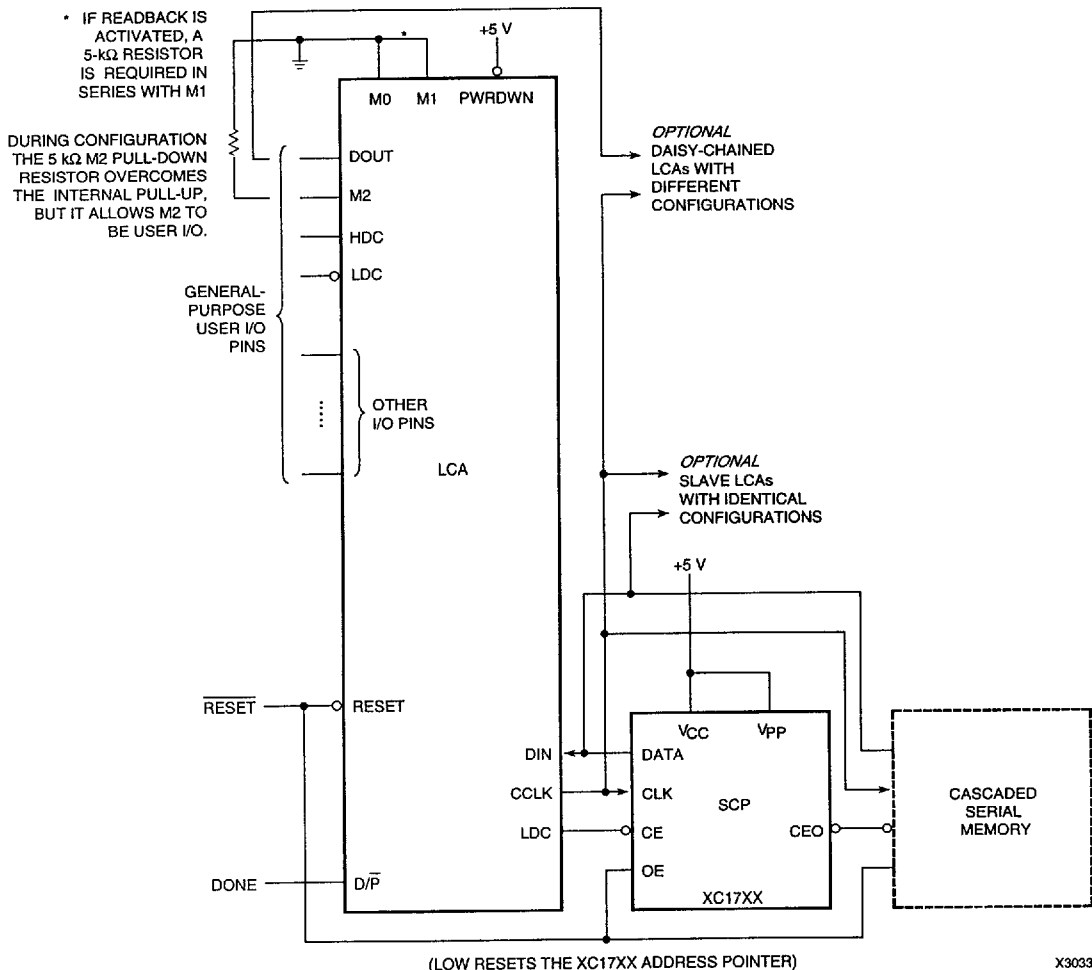 * IF READBACK IS
ACTIVATED, A
5-kΩ RESISTOR
IS REQUIRED IN
SERIES WITH M1
*
+5 V
M0
M1
PWRDWN
DURING CONFIGURATION
THE 5 kΩ M2 PULL-DOWN
RESISTOR OVERCOMES
THE INTERNAL PULL-UP,
BUT IT ALLOWS M2 TO
BE USER I/O.
DOUT
M2
HDC
LDC
GENERAL-
PURPOSE
USER I/O
PINS
OTHER
I/O PINS
LCA
OPTIONAL
DAISY-CHAINED
LCAs WITH
DIFFERENT
CONFIGURATIONS
OPTIONAL
SLAVE LCAs
WITH IDENTICAL
CONFIGURATIONS
+5 V
RESET
RESET
VCC
VPP
DIN
DATA
CCLK
CLK
SCP
LDC
CE
CEO
OE
XC17XX
CASCADED
SERIAL
MEMORY
DONE
D/P
(LOW RESETS THE XC17XX ADDRESS POINTER)
X3033